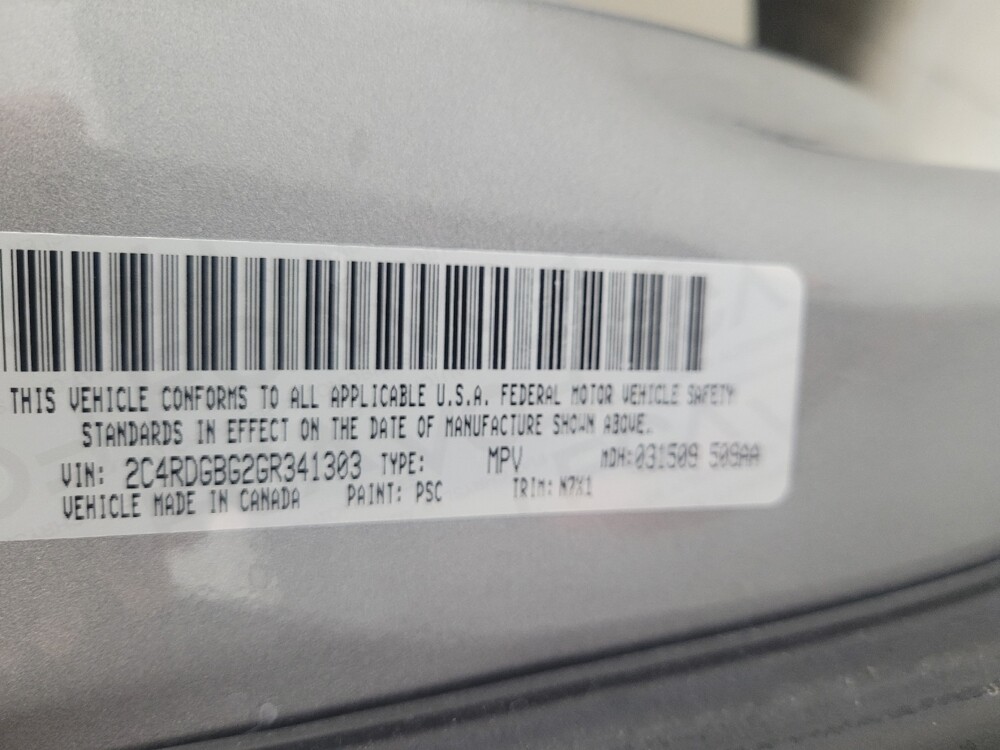 THIS VEHICLE CONFORMS TO ALL APPLICABLE U.S.A. FEDERAL MOTOR VEHICLE SAFETY
STANDARDS IN EFFECT ON THE DATE OF MANUFACTURE SHOWN ABOVE.
VIN: 2C4RDGBG2GR341303 TYPE: MPV MDH:031509 509AA
VEHICLE MADE IN CANADA PAINT: PSC TRIM: N7X1